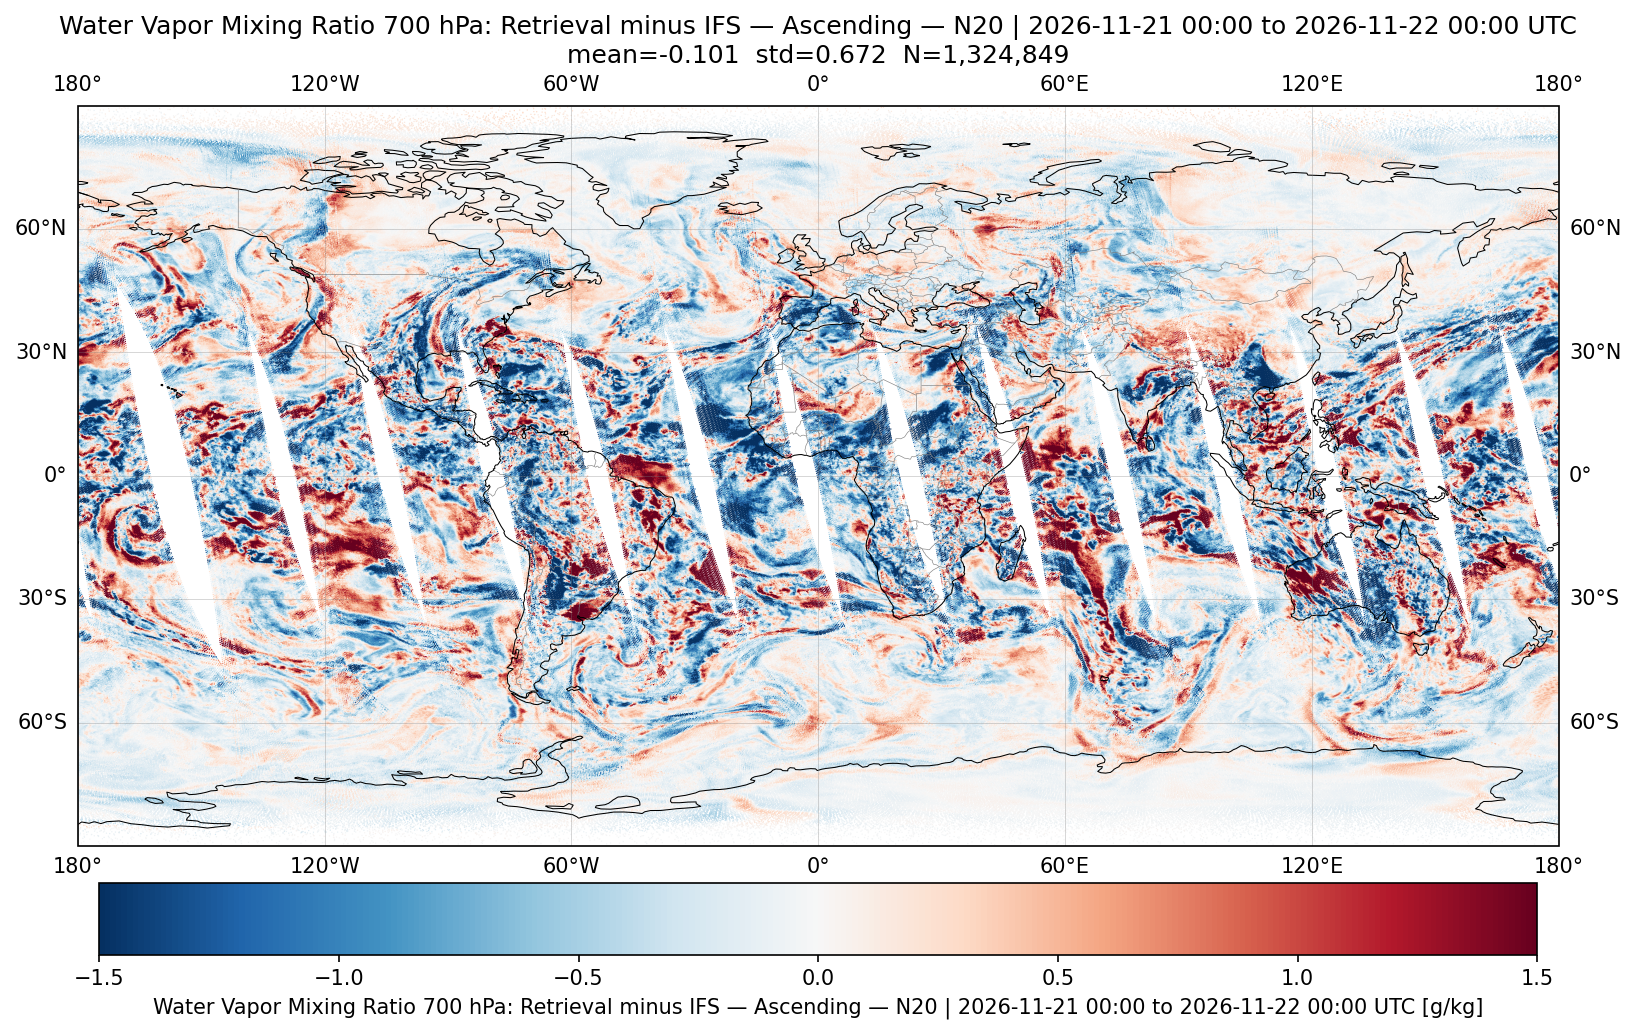 Water Vapor Mixing Ratio 700 hPa: Retrieval minus IFS — Ascending — N20 | 2026-11-21 00:00 to 2026-11-22 00:00 UTC
mean=-0.101 std=0.672 N=1,324,849
180° 120°W 60°W 0° 60°E 120°E 180°
60°N 60°N
30°N 30°N
0° 0°
30°S 30°S
60°S 60°S
180° 120°W 60°W 0° 60°E 120°E 180°
−1.5 −1.0 −0.5 0.0 0.5 1.0 1.5
Water Vapor Mixing Ratio 700 hPa: Retrieval minus IFS — Ascending — N20 | 2026-11-21 00:00 to 2026-11-22 00:00 UTC [g/kg]